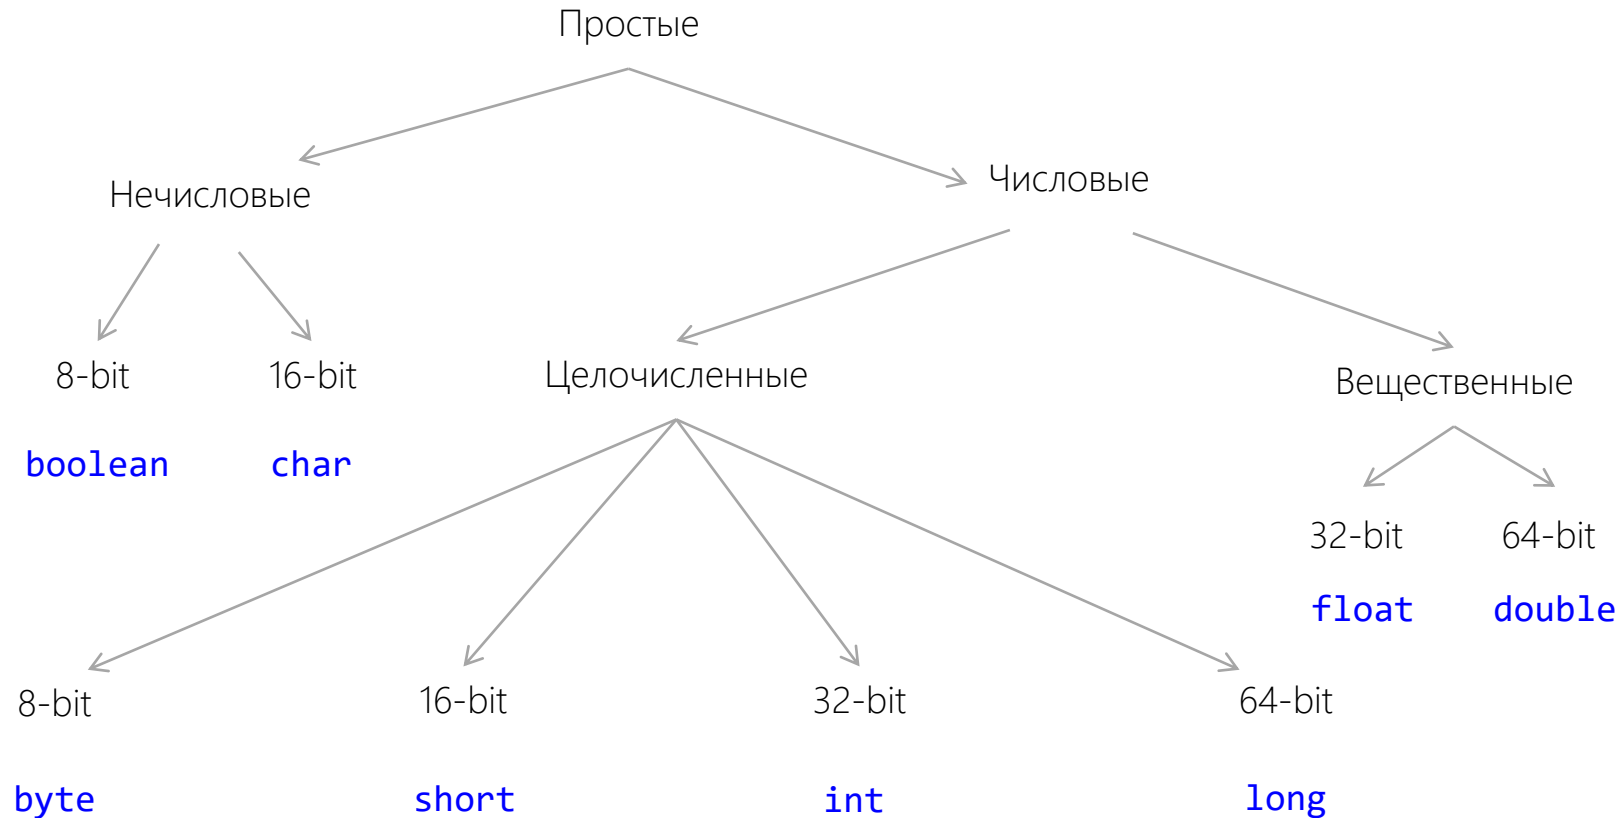 Простые
Нечисловые
Числовые
8-bit
16-bit
boolean
char
Целочисленные
Вещественные
32-bit
64-bit
float
double
8-bit
16-bit
32-bit
64-bit
byte
short
int
long